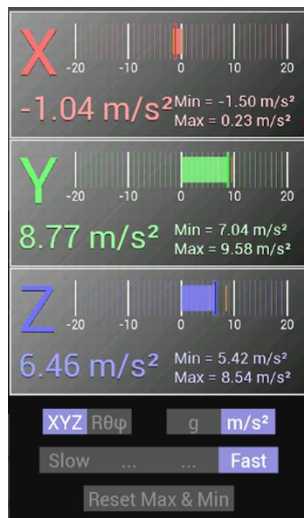 X
-20 -10 0 10 20
-1.04 m/s² Min = -1.50 m/s²
Max = 0.23 m/s²
Y
-20 -10 0 10 20
8.77 m/s² Min = 7.04 m/s²
Max = 9.58 m/s²
Z
-20 -10 0 10 20
6.46 m/s² Min = 5.42 m/s²
Max = 8.54 m/s²
XYZ Rθφ g m/s²
Slow ... ... Fast
Reset Max & Min